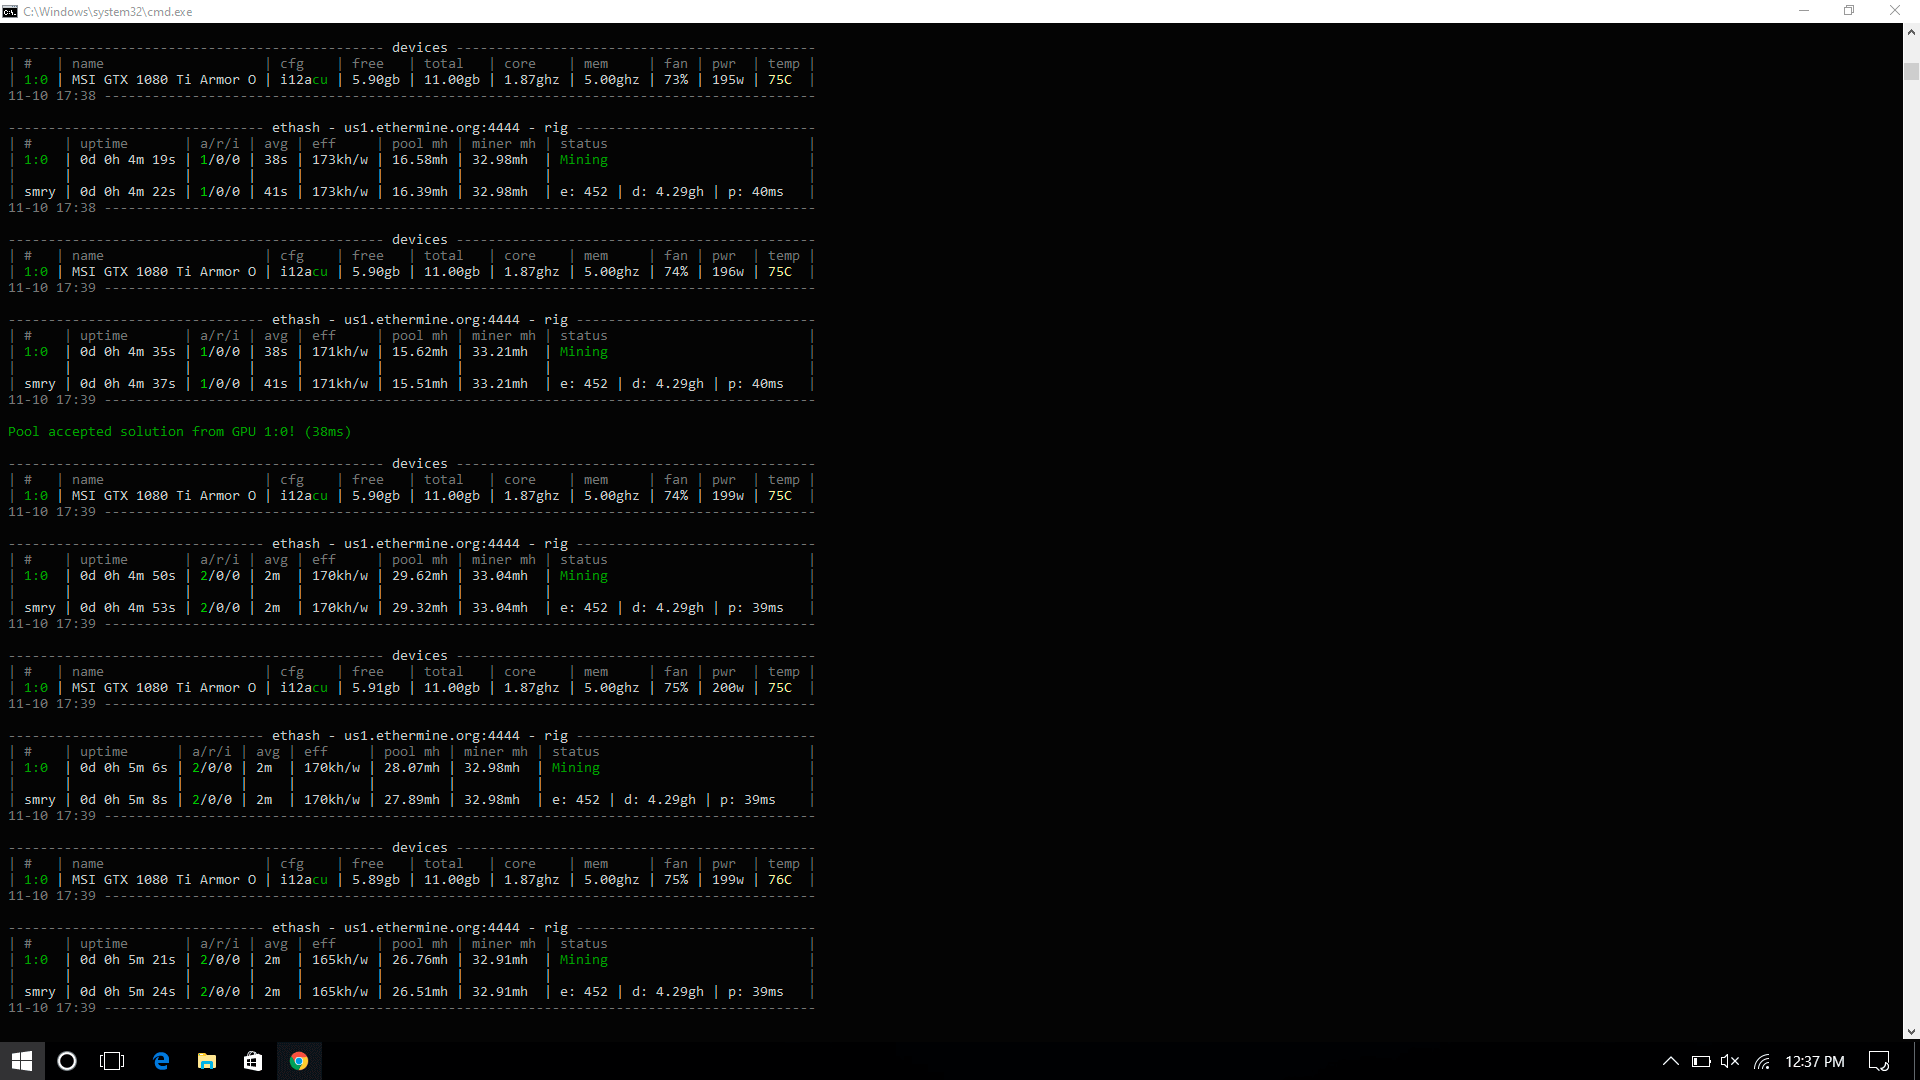 C:\Windows\system32\cmd.exe
----------------------------------------------- devices ---------------------------------------------
| #   | name                    | cfg    | free   | total   | core    | mem     | fan | pwr  | temp |
| 1:0 | MSI GTX 1080 Ti Armor O | i12acu | 5.90gb | 11.00gb | 1.87ghz | 5.00ghz | 73% | 195w | 75C  |
11-10 17:38 -----------------------------------------------------------------------------------------
-------------------------------- ethash - us1.ethermine.org:4444 - rig ------------------------------
| #    | uptime       | a/r/i | avg | eff     | pool mh | miner mh | status                         |
| 1:0  | 0d 0h 4m 19s | 1/0/0 | 38s | 173kh/w | 16.58mh | 32.98mh  | Mining                         |
|      |              |       |     |         |         |          |                                |
| smry | 0d 0h 4m 22s | 1/0/0 | 41s | 173kh/w | 16.39mh | 32.98mh  | e: 452 | d: 4.29gh | p: 40ms   |
11-10 17:38 -----------------------------------------------------------------------------------------
----------------------------------------------- devices ---------------------------------------------
| #   | name                    | cfg    | free   | total   | core    | mem     | fan | pwr  | temp |
| 1:0 | MSI GTX 1080 Ti Armor O | i12acu | 5.90gb | 11.00gb | 1.87ghz | 5.00ghz | 74% | 196w | 75C  |
11-10 17:39 -----------------------------------------------------------------------------------------
-------------------------------- ethash - us1.ethermine.org:4444 - rig ------------------------------
| #    | uptime       | a/r/i | avg | eff     | pool mh | miner mh | status                         |
| 1:0  | 0d 0h 4m 35s | 1/0/0 | 38s | 171kh/w | 15.62mh | 33.21mh  | Mining                         |
|      |              |       |     |         |         |          |                                |
| smry | 0d 0h 4m 37s | 1/0/0 | 41s | 171kh/w | 15.51mh | 33.21mh  | e: 452 | d: 4.29gh | p: 40ms   |
11-10 17:39 -----------------------------------------------------------------------------------------
Pool accepted solution from GPU 1:0! (38ms)
----------------------------------------------- devices ---------------------------------------------
| #   | name                    | cfg    | free   | total   | core    | mem     | fan | pwr  | temp |
| 1:0 | MSI GTX 1080 Ti Armor O | i12acu | 5.90gb | 11.00gb | 1.87ghz | 5.00ghz | 74% | 199w | 75C  |
11-10 17:39 -----------------------------------------------------------------------------------------
-------------------------------- ethash - us1.ethermine.org:4444 - rig ------------------------------
| #    | uptime       | a/r/i | avg | eff     | pool mh | miner mh | status                         |
| 1:0  | 0d 0h 4m 50s | 2/0/0 | 2m  | 170kh/w | 29.62mh | 33.04mh  | Mining                         |
|      |              |       |     |         |         |          |                                |
| smry | 0d 0h 4m 53s | 2/0/0 | 2m  | 170kh/w | 29.32mh | 33.04mh  | e: 452 | d: 4.29gh | p: 39ms   |
11-10 17:39 -----------------------------------------------------------------------------------------
----------------------------------------------- devices ---------------------------------------------
| #   | name                    | cfg    | free   | total   | core    | mem     | fan | pwr  | temp |
| 1:0 | MSI GTX 1080 Ti Armor O | i12acu | 5.91gb | 11.00gb | 1.87ghz | 5.00ghz | 75% | 200w | 75C  |
11-10 17:39 -----------------------------------------------------------------------------------------
-------------------------------- ethash - us1.ethermine.org:4444 - rig ------------------------------
| #    | uptime      | a/r/i | avg | eff     | pool mh | miner mh | status                          |
| 1:0  | 0d 0h 5m 6s | 2/0/0 | 2m  | 170kh/w | 28.07mh | 32.98mh  | Mining                          |
|      |             |       |     |         |         |          |                                 |
| smry | 0d 0h 5m 8s | 2/0/0 | 2m  | 170kh/w | 27.89mh | 32.98mh  | e: 452 | d: 4.29gh | p: 39ms    |
11-10 17:39 -----------------------------------------------------------------------------------------
----------------------------------------------- devices ---------------------------------------------
| #   | name                    | cfg    | free   | total   | core    | mem     | fan | pwr  | temp |
| 1:0 | MSI GTX 1080 Ti Armor O | i12acu | 5.89gb | 11.00gb | 1.87ghz | 5.00ghz | 75% | 199w | 76C  |
11-10 17:39 -----------------------------------------------------------------------------------------
-------------------------------- ethash - us1.ethermine.org:4444 - rig ------------------------------
| #    | uptime       | a/r/i | avg | eff     | pool mh | miner mh | status                         |
| 1:0  | 0d 0h 5m 21s | 2/0/0 | 2m  | 165kh/w | 26.76mh | 32.91mh  | Mining                         |
|      |              |       |     |         |         |          |                                |
| smry | 0d 0h 5m 24s | 2/0/0 | 2m  | 165kh/w | 26.51mh | 32.91mh  | e: 452 | d: 4.29gh | p: 39ms   |
11-10 17:39 -----------------------------------------------------------------------------------------
12:37 PM